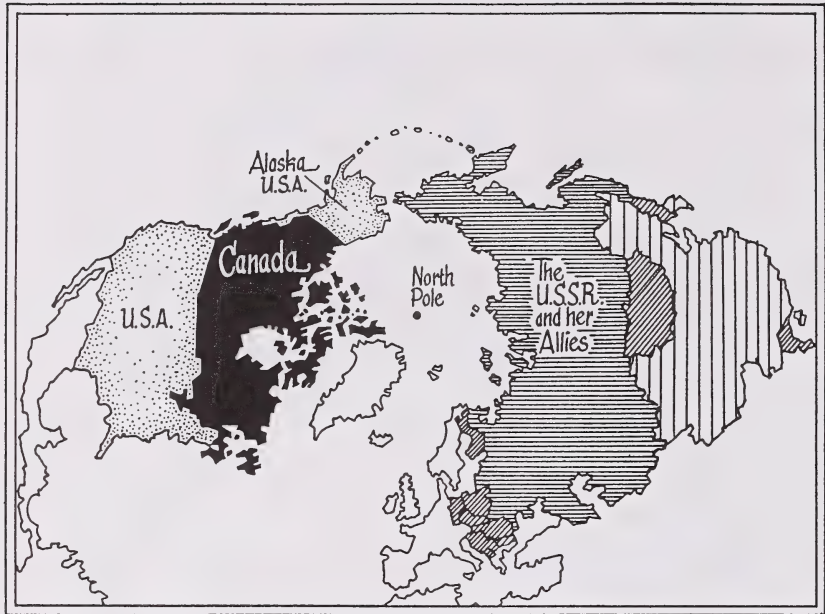 Alaska
U.S.A.
Canada
U.S.A.
North
Pole
The
U.S.S.R.
and her
Allies